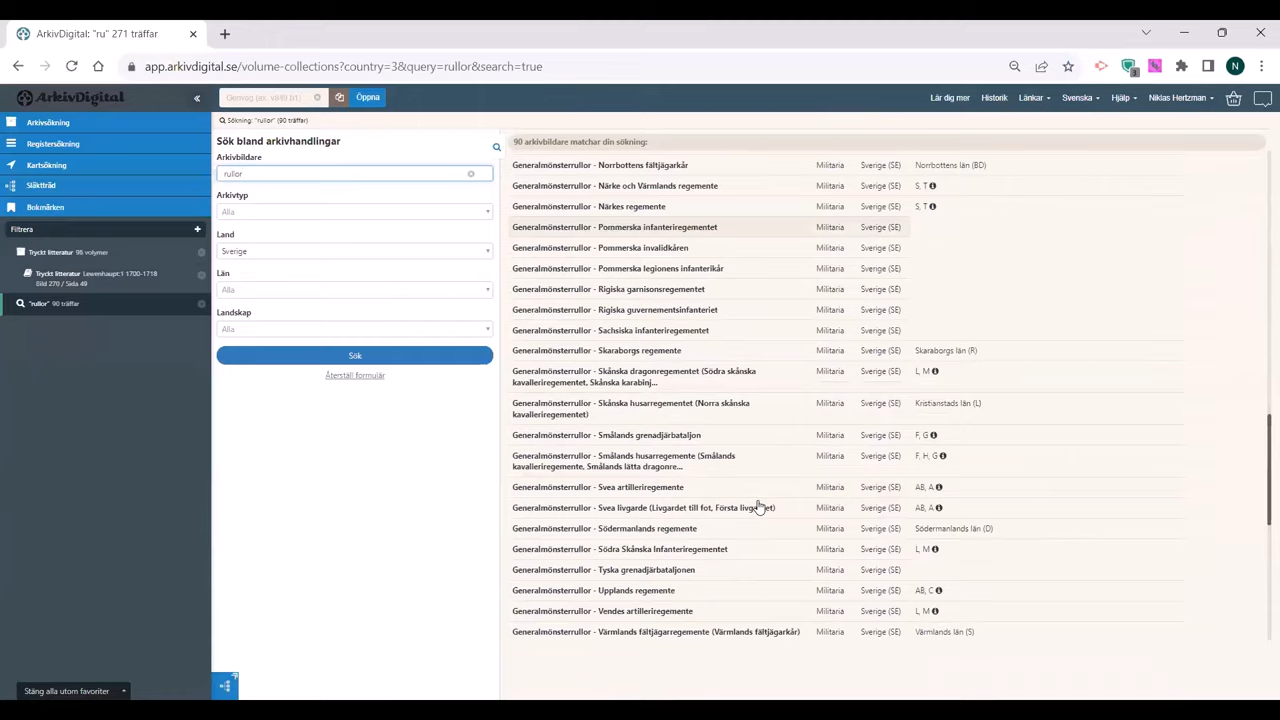 ArkivDigital: "ru" 271 träffar
app.arkivdigital.se/volume-collections?country=3&query=rullor&search=true
N
ArkivDigital
Genväg (ex. v849.b1)
Öppna
Lär dig mer
Historik
Länkar
Svenska
Hjälp
Niklas Hertzman
Arkivsökning
Registersökning
Kartsökning
Släktträd
Bokmärken
Filtrera
Tryckt litteratur 96 volymer
Tryckt litteratur Lewenhaupt:1 1700-1718
Bild 270 / Sida 49
"rullor" 90 träffar
Stäng alla utom favoriter
Sökning: "rullor" (90 träffar)
Sök bland arkivhandlingar
Arkivbildare
rullor
Arkivtyp
Alla
Land
Sverige
Län
Alla
Landskap
Alla
Sök
Återställ formulär
90 arkivbildare matchar din sökning:
Generalmönsterrullor - Norrbottens fältjägarkår Militaria Sverige (SE) Norrbottens län (BD)
Generalmönsterrullor - Närke och Värmlands regemente Militaria Sverige (SE) S, T
Generalmönsterrullor - Närkes regemente Militaria Sverige (SE) S, T
Generalmönsterrullor - Pommerska infanteriregementet Militaria Sverige (SE)
Generalmönsterrullor - Pommerska invalidkåren Militaria Sverige (SE)
Generalmönsterrullor - Pommerska legionens infanterikår Militaria Sverige (SE)
Generalmönsterrullor - Rigiska garnisonsregementet Militaria Sverige (SE)
Generalmönsterrullor - Rigiska guvernementsinfanteriet Militaria Sverige (SE)
Generalmönsterrullor - Sachsiska infanteriregementet Militaria Sverige (SE)
Generalmönsterrullor - Skaraborgs regemente Militaria Sverige (SE) Skaraborgs län (R)
Generalmönsterrullor - Skånska dragonregementet (Södra skånska Militaria Sverige (SE) L, M
kavalleriregementet, Skånska karabinj...
Generalmönsterrullor - Skånska husarregementet (Norra skånska Militaria Sverige (SE) Kristianstads län (L)
kavalleriregementet)
Generalmönsterrullor - Smålands grenadjärbataljon Militaria Sverige (SE) F, G
Generalmönsterrullor - Smålands husarregemente (Smålands Militaria Sverige (SE) F, H, G
kavalleriregemente, Smålands lätta dragonre...
Generalmönsterrullor - Svea artilleriregemente Militaria Sverige (SE) AB, A
Generalmönsterrullor - Svea livgarde (Livgardet till fot, Första livgardet) Militaria Sverige (SE) AB, A
Generalmönsterrullor - Södermanlands regemente Militaria Sverige (SE) Södermanlands län (D)
Generalmönsterrullor - Södra Skånska Infanteriregementet Militaria Sverige (SE) L, M
Generalmönsterrullor - Tyska grenadjärbataljonen Militaria Sverige (SE)
Generalmönsterrullor - Upplands regemente Militaria Sverige (SE) AB, C
Generalmönsterrullor - Vendes artilleriregemente Militaria Sverige (SE) L, M
Generalmönsterrullor - Värmlands fältjägarregemente (Värmlands fältjägarkår) Militaria Sverige (SE) Värmlands län (S)